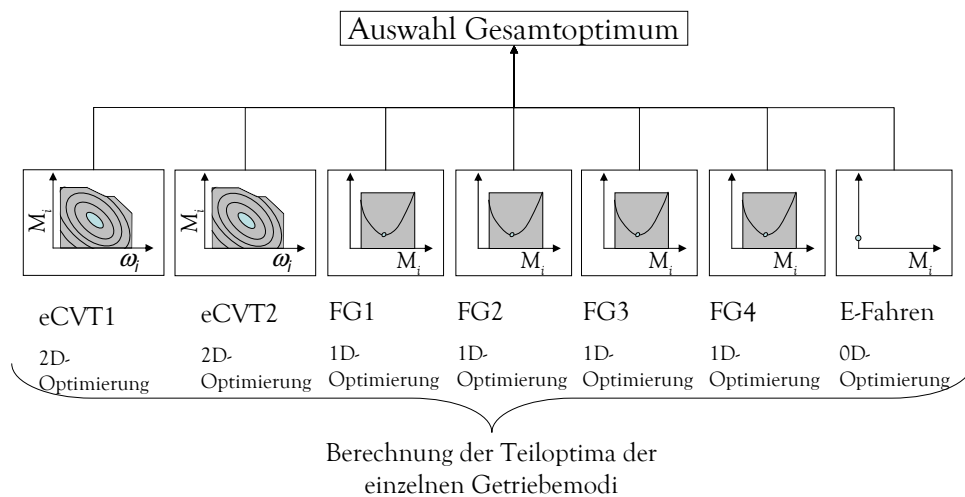 Auswahl Gesamtoptimum
M_i
ω_i
M_i
ω_i
M_i
M_i
M_i
M_i
M_i
eCVT1
eCVT2
FG1
FG2
FG3
FG4
E-Fahren
2D-
Optimierung
2D-
Optimierung
1D-
Optimierung
1D-
Optimierung
1D-
Optimierung
1D-
Optimierung
0D-
Optimierung
Berechnung der Teiloptima der
einzelnen Getriebemodi